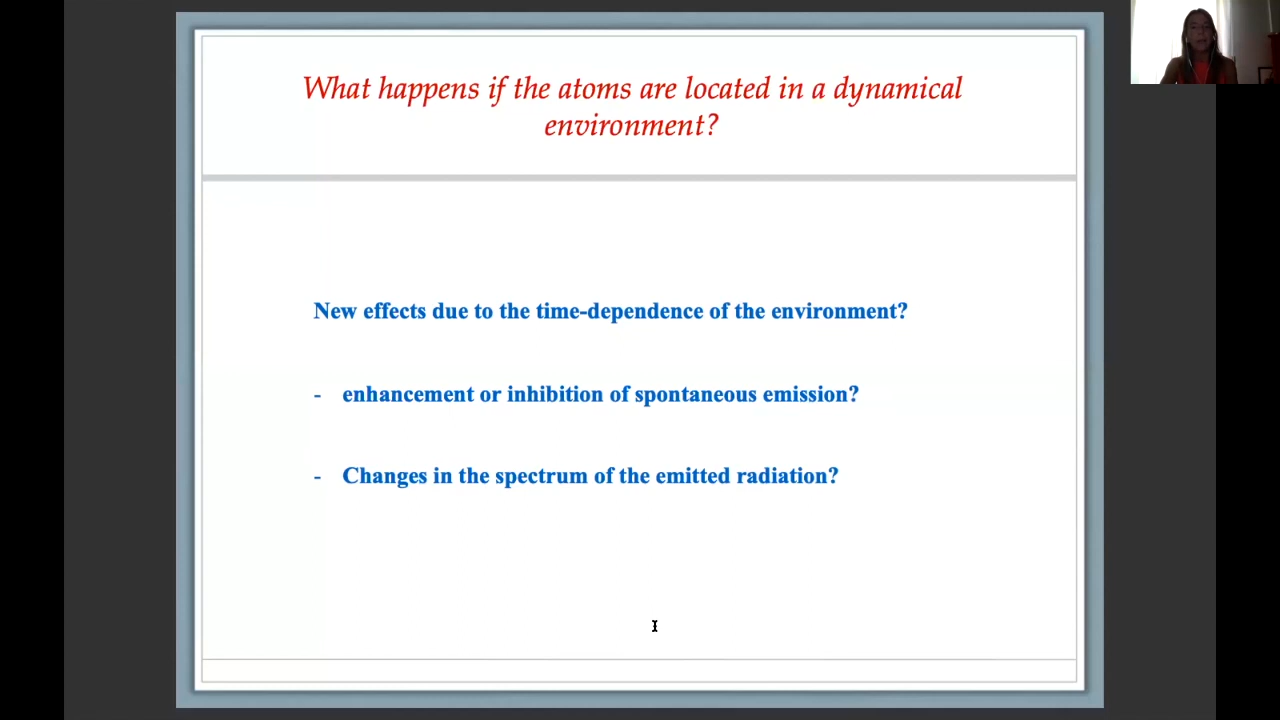 What happens if the atoms are located in a dynamical
environment?
New effects due to the time-dependence of the environment?
- enhancement or inhibition of spontaneous emission?
- Changes in the spectrum of the emitted radiation?